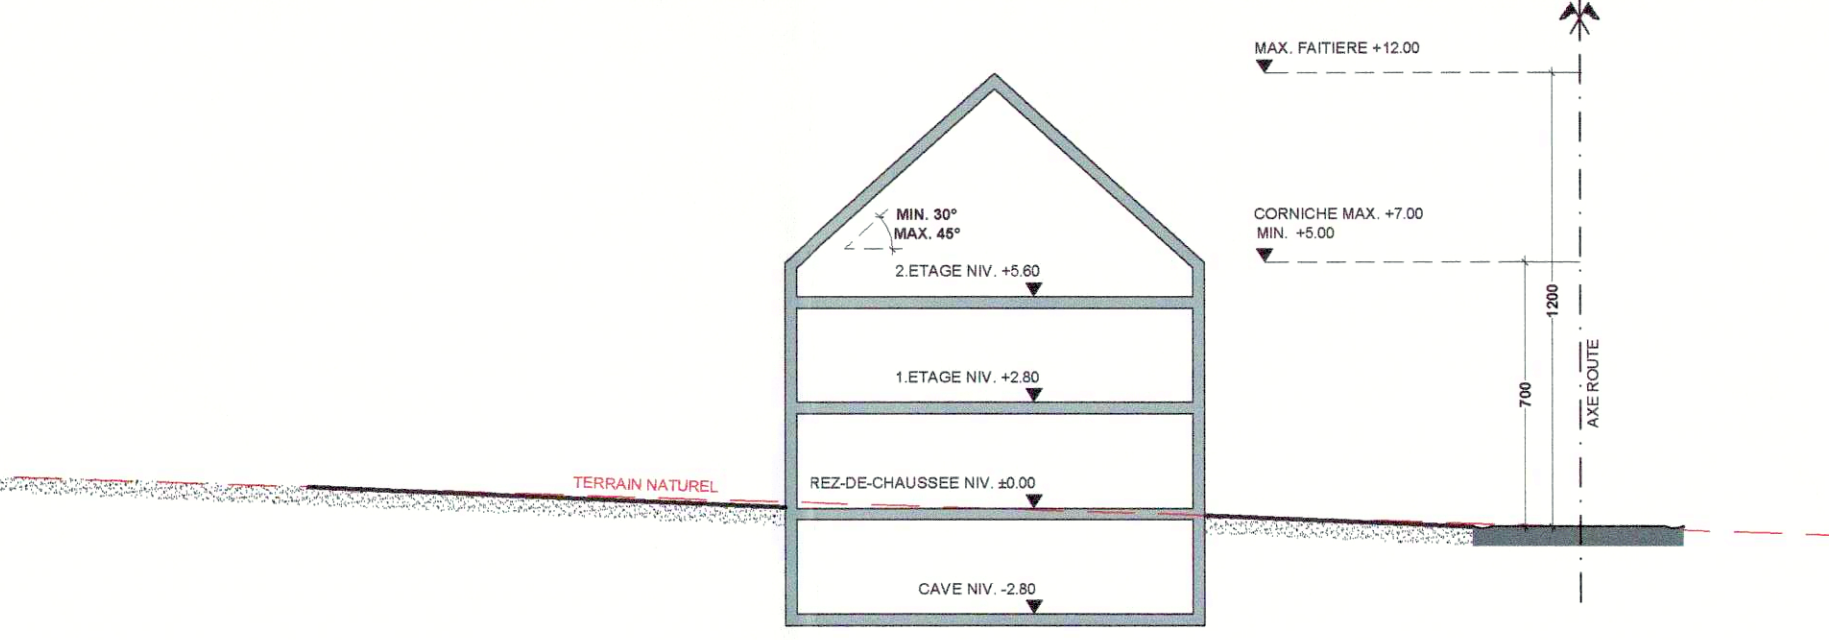 MAX. FAITIERE +12.00
MIN. 30°
MAX. 45°
CORNICHE MAX. +7.00
MIN. +5.00
2.ETAGE NIV. +5.60
1200
AXE ROUTE
1.ETAGE NIV. +2.80
700
TERRAIN NATUREL
REZ-DE-CHAUSSEE NIV. ±0.00
CAVE NIV. -2.80